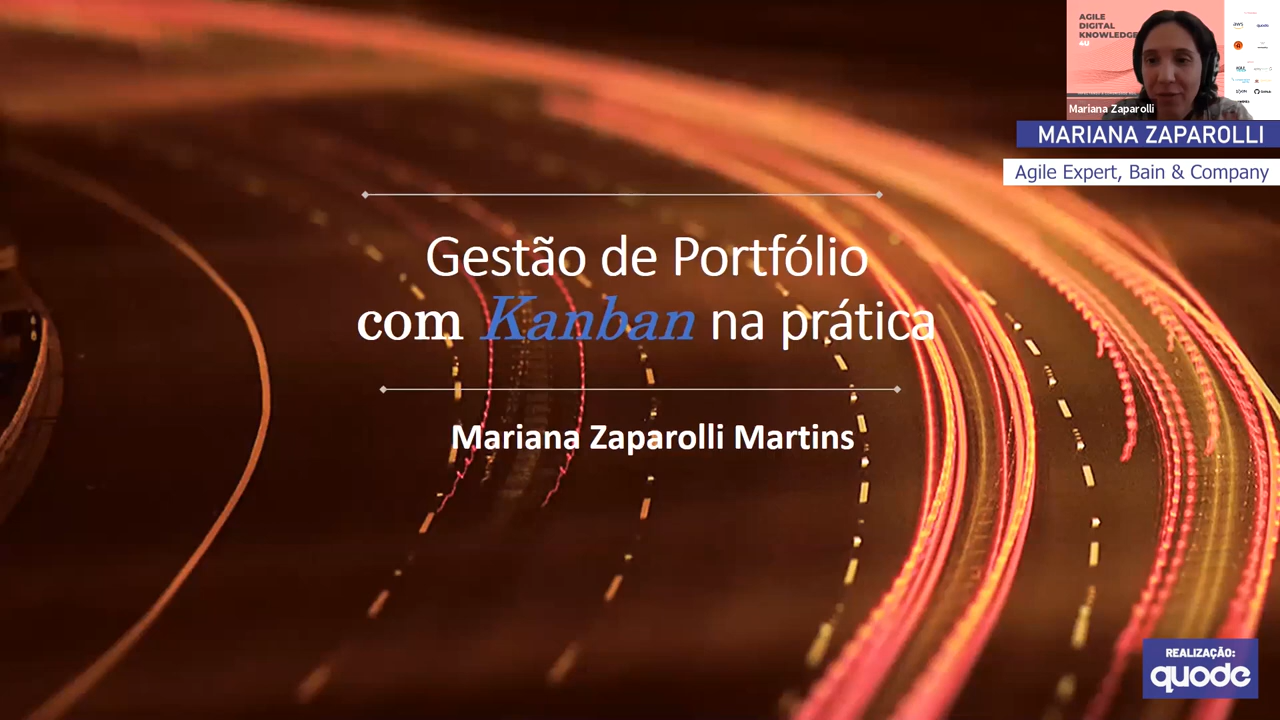 AGILE
DIGITAL
KNOWLEDGE
4U
aws
Mariana Zaparolli
MARIANA ZAPAROLLI
Agile Expert, Bain & Company
Gestão de Portfólio
com Kanban na prática
Mariana Zaparolli Martins
REALIZAÇÃO:
quode